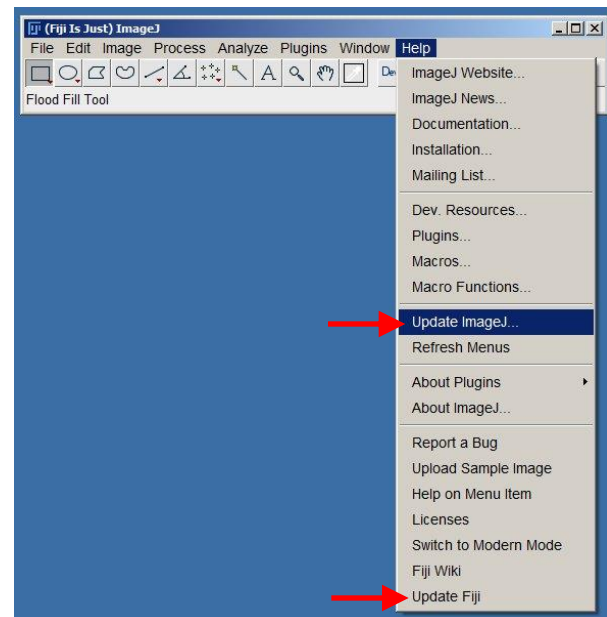 (Fiji Is Just) ImageJ
File Edit Image Process Analyze Plugins Window Help
A
Flood Fill Tool
ImageJ Website...
ImageJ News...
Documentation...
Installation...
Mailing List...
Dev. Resources...
Plugins...
Macros...
Macro Functions...
Update ImageJ...
Refresh Menus
About Plugins
About ImageJ...
Report a Bug
Upload Sample Image
Help on Menu Item
Licenses
Switch to Modern Mode
Fiji Wiki
Update Fiji